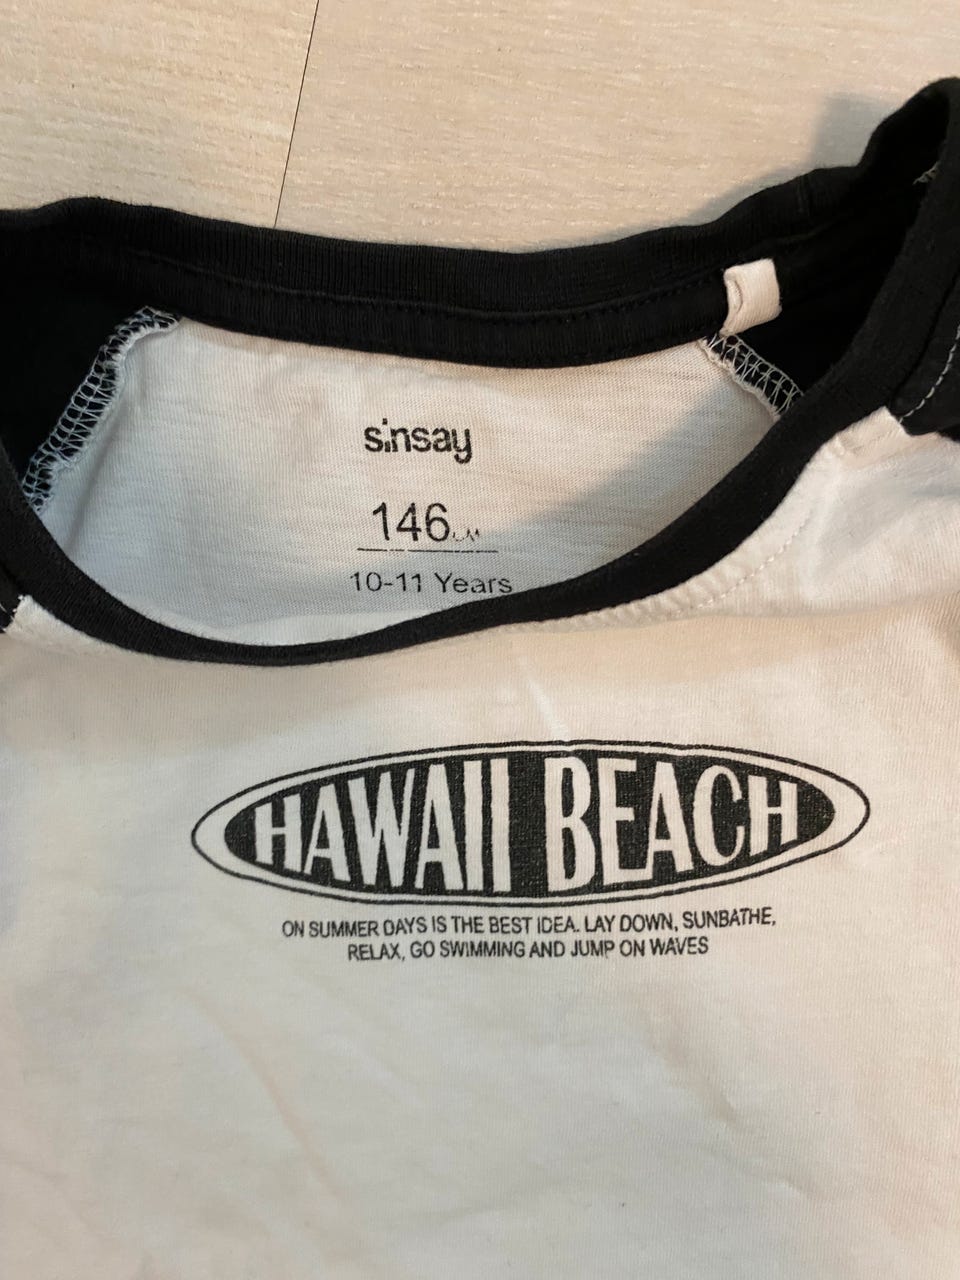 sinsay
146 CM
10-11 Years
HAWAII BEACH
ON SUMMER DAYS IS THE BEST IDEA. LAY DOWN, SUNBATHE,
RELAX, GO SWIMMING AND JUMP ON WAVES